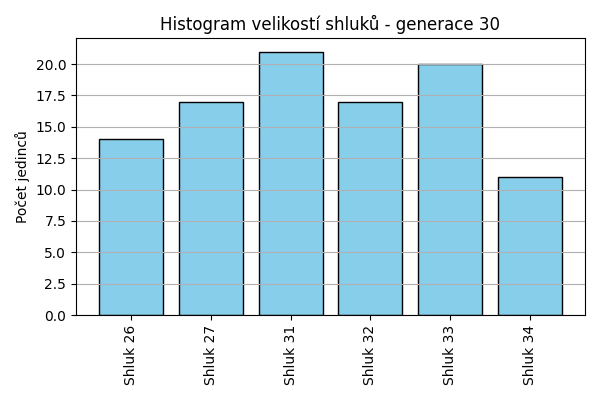 Histogram velikostí shluků - generace 30
Počet jedinců
20.0
17.5
15.0
12.5
10.0
7.5
5.0
2.5
0.0
Shluk 26
Shluk 27
Shluk 31
Shluk 32
Shluk 33
Shluk 34